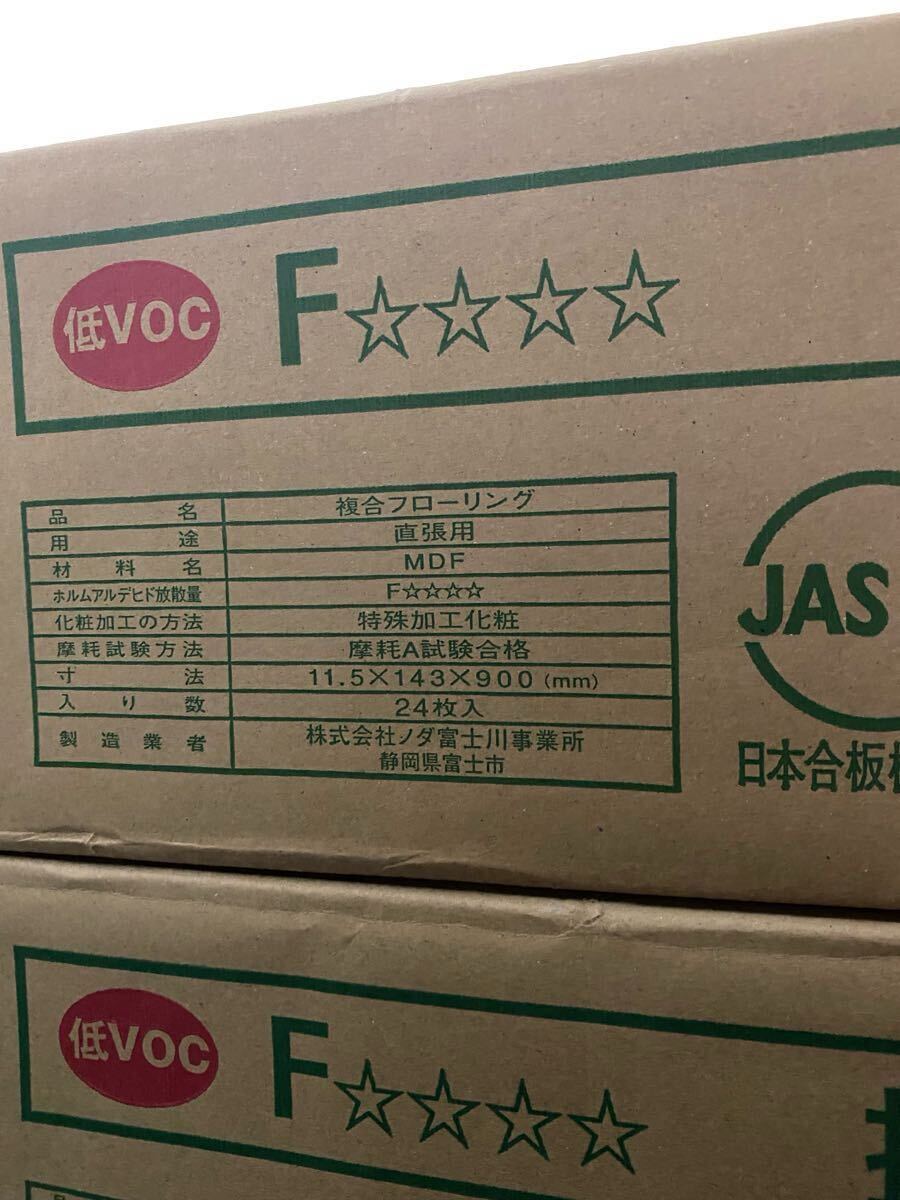 低VOC F☆☆☆☆
品名 複合フローリング
用途 直張用
材料名 MDF
ホルムアルデヒド放散量 F☆☆☆☆
化粧加工の方法 特殊加工化粧
摩耗試験方法 摩耗A試験合格
寸法 11.5×143×900(mm)
入り数 24枚入
製造業者 株式会社ノダ富士川事業所
静岡県富士市
JAS
日本合板
低VOC F☆☆☆☆